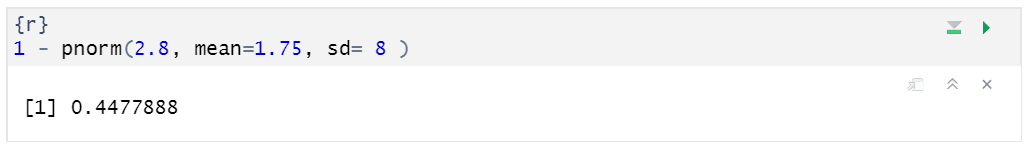 {r}
1 - pnorm(2.8, mean=1.75, sd= 8 )
[1] 0.4477888